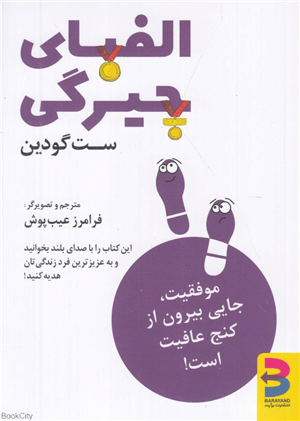 الفبای
چیرگی
ست گودین
مترجم و تصویرگر:
فرامرز عیب‌پوش
این کتاب را با صدای بلند بخوانید
و به عزیزترین فرد زندگی‌تان
هدیه کنید!
موفقیت،
جایی بیرون از
کنج عافیت
است!
BARAYAND
BookCity